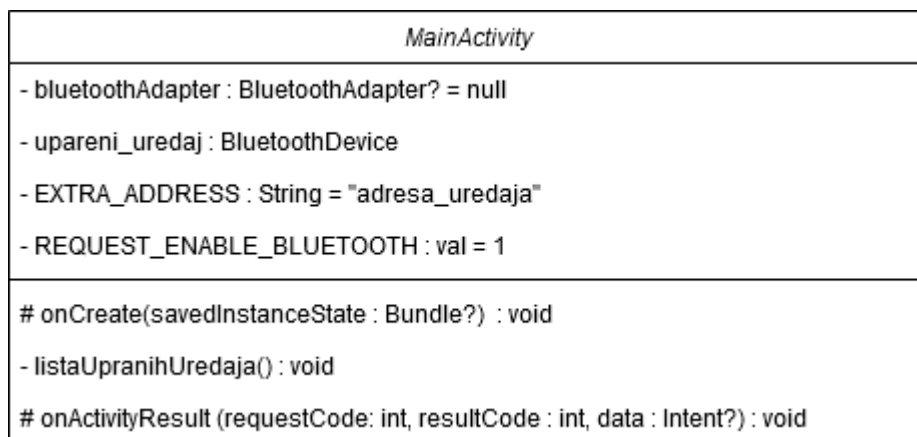 MainActivity
- bluetoothAdapter : BluetoothAdapter? = null
- upareni_uredaj : BluetoothDevice
- EXTRA_ADDRESS : String = "adresa_uredaja"
- REQUEST_ENABLE_BLUETOOTH : val = 1
# onCreate(savedInstanceState : Bundle?) : void
- listaUpranihUredaja() : void
# onActivityResult (requestCode: int, resultCode : int, data : Intent?) : void